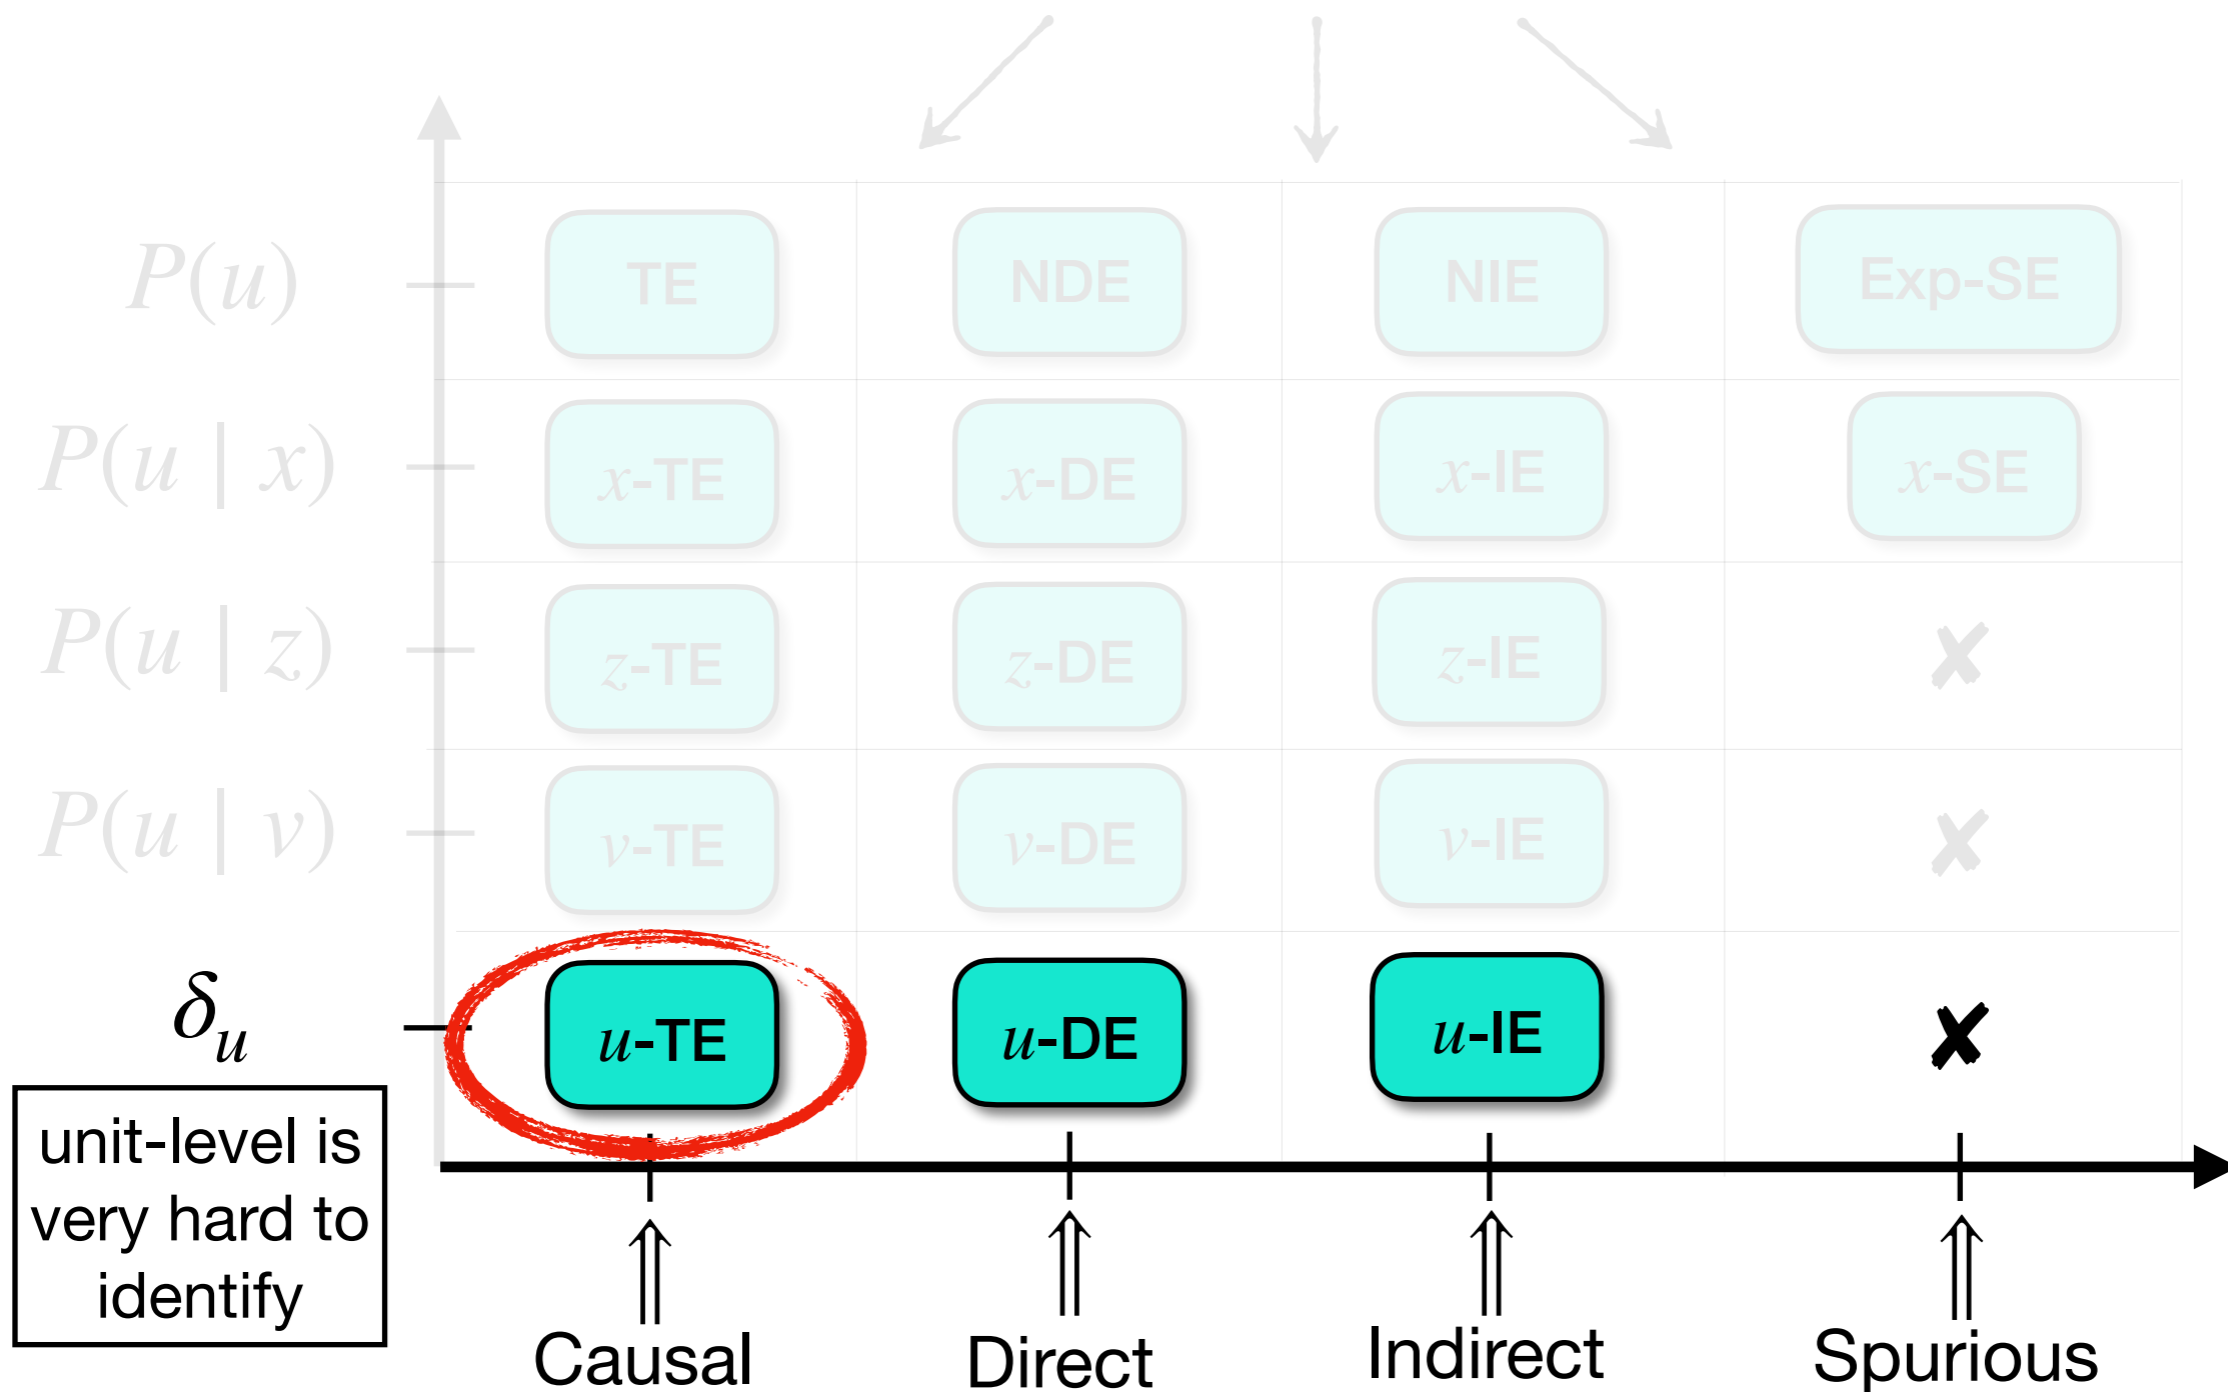 P(u) TE NDE NIE Exp-SE
P(u | x) x-TE x-DE x-IE x-SE
P(u | z) z-TE z-DE z-IE ✘
P(u | v) v-TE v-DE v-IE ✘
δu u-TE u-DE u-IE ✘
unit-level is
very hard to
identify
Causal Direct Indirect Spurious